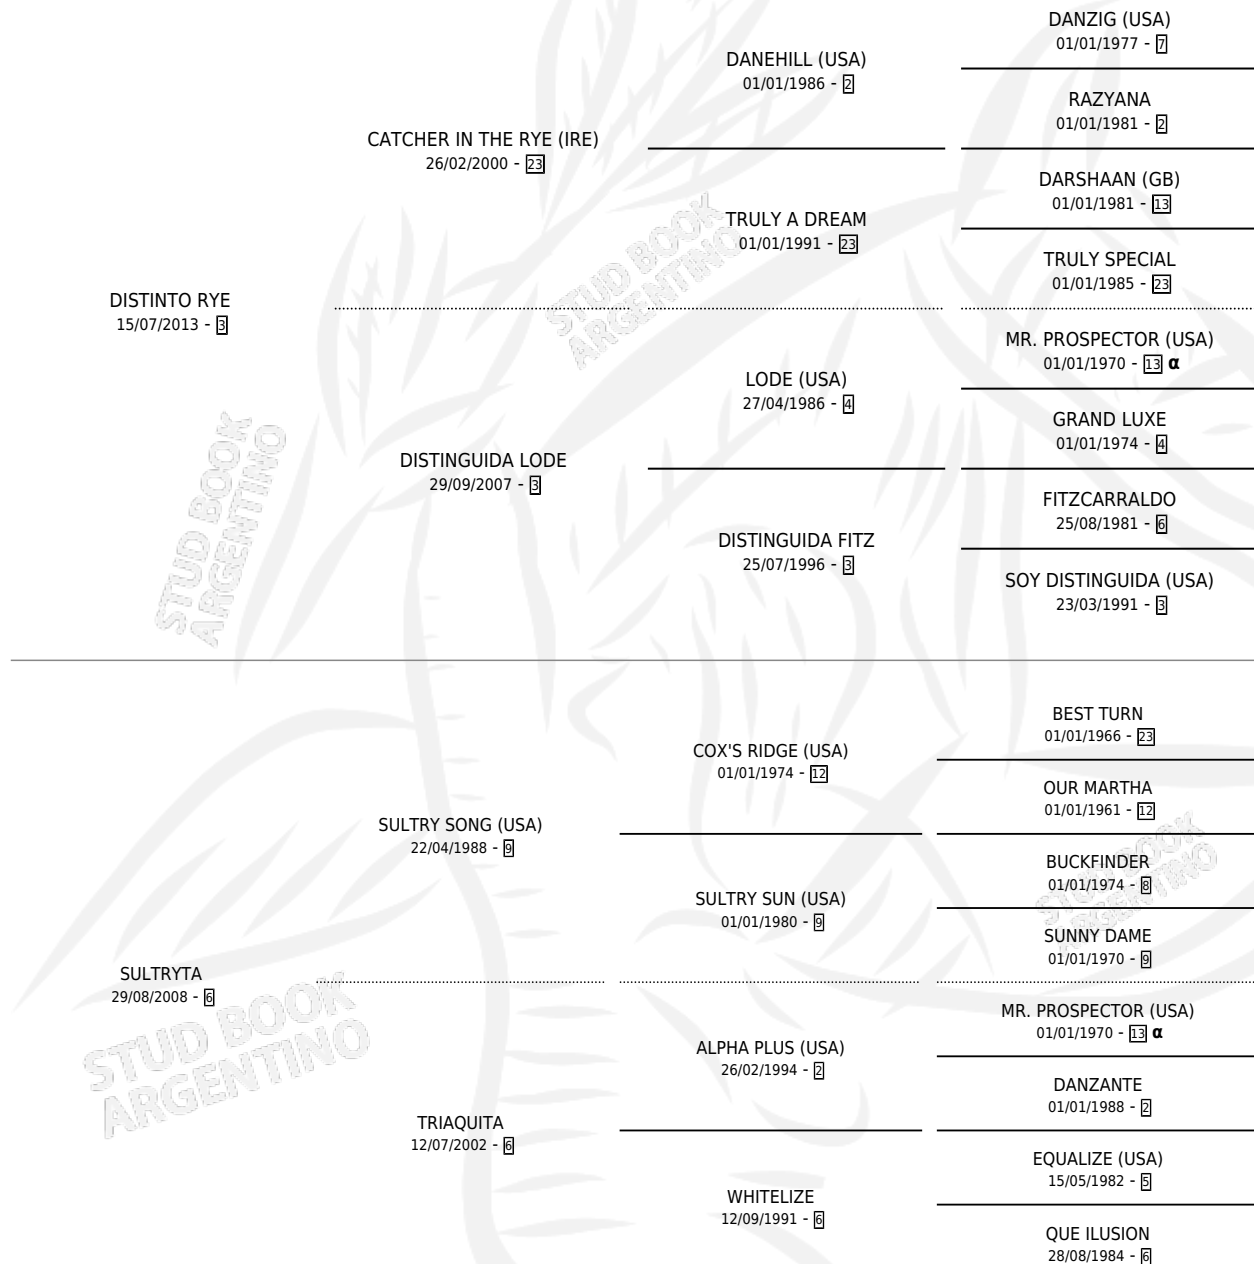 DANZIG (USA)
01/01/1977 - 7
DANEHILL (USA)
01/01/1986 - 2
RAZYANA
01/01/1981 - 2
CATCHER IN THE RYE (IRE)
26/02/2000 - 23
DARSHAAN (GB)
01/01/1981 - 13
TRULY A DREAM
01/01/1991 - 23
TRULY SPECIAL
01/01/1985 - 23
STUD BOOK
ARGENTINO
DISTINTO RYE
15/07/2013 - 3
MR. PROSPECTOR (USA)
01/01/1970 - 13 α
LODE (USA)
27/04/1986 - 4
GRAND LUXE
01/01/1974 - 4
DISTINGUIDA LODE
29/09/2007 - 3
FITZCARRALDO
25/08/1981 - 6
DISTINGUIDA FITZ
25/07/1996 - 3
SOY DISTINGUIDA (USA)
23/03/1991 - 3
STUD BOOK
ARGENTINO
BEST TURN
01/01/1966 - 23
COX'S RIDGE (USA)
01/01/1974 - 12
OUR MARTHA
01/01/1961 - 12
SULTRY SONG (USA)
22/04/1988 - 9
BUCKFINDER
01/01/1974 - 8
STUD BOOK
ARGENTINO
SULTRY SUN (USA)
01/01/1980 - 9
SUNNY DAME
01/01/1970 - 9
SULTRYTA
29/08/2008 - 6
STUD BOOK
ARGENTINO
MR. PROSPECTOR (USA)
01/01/1970 - 13 α
ALPHA PLUS (USA)
26/02/1994 - 2
DANZANTE
01/01/1988 - 2
TRIAQUITA
12/07/2002 - 6
EQUALIZE (USA)
15/05/1982 - 5
WHITELIZE
12/09/1991 - 6
QUE ILUSION
28/08/1984 - 6